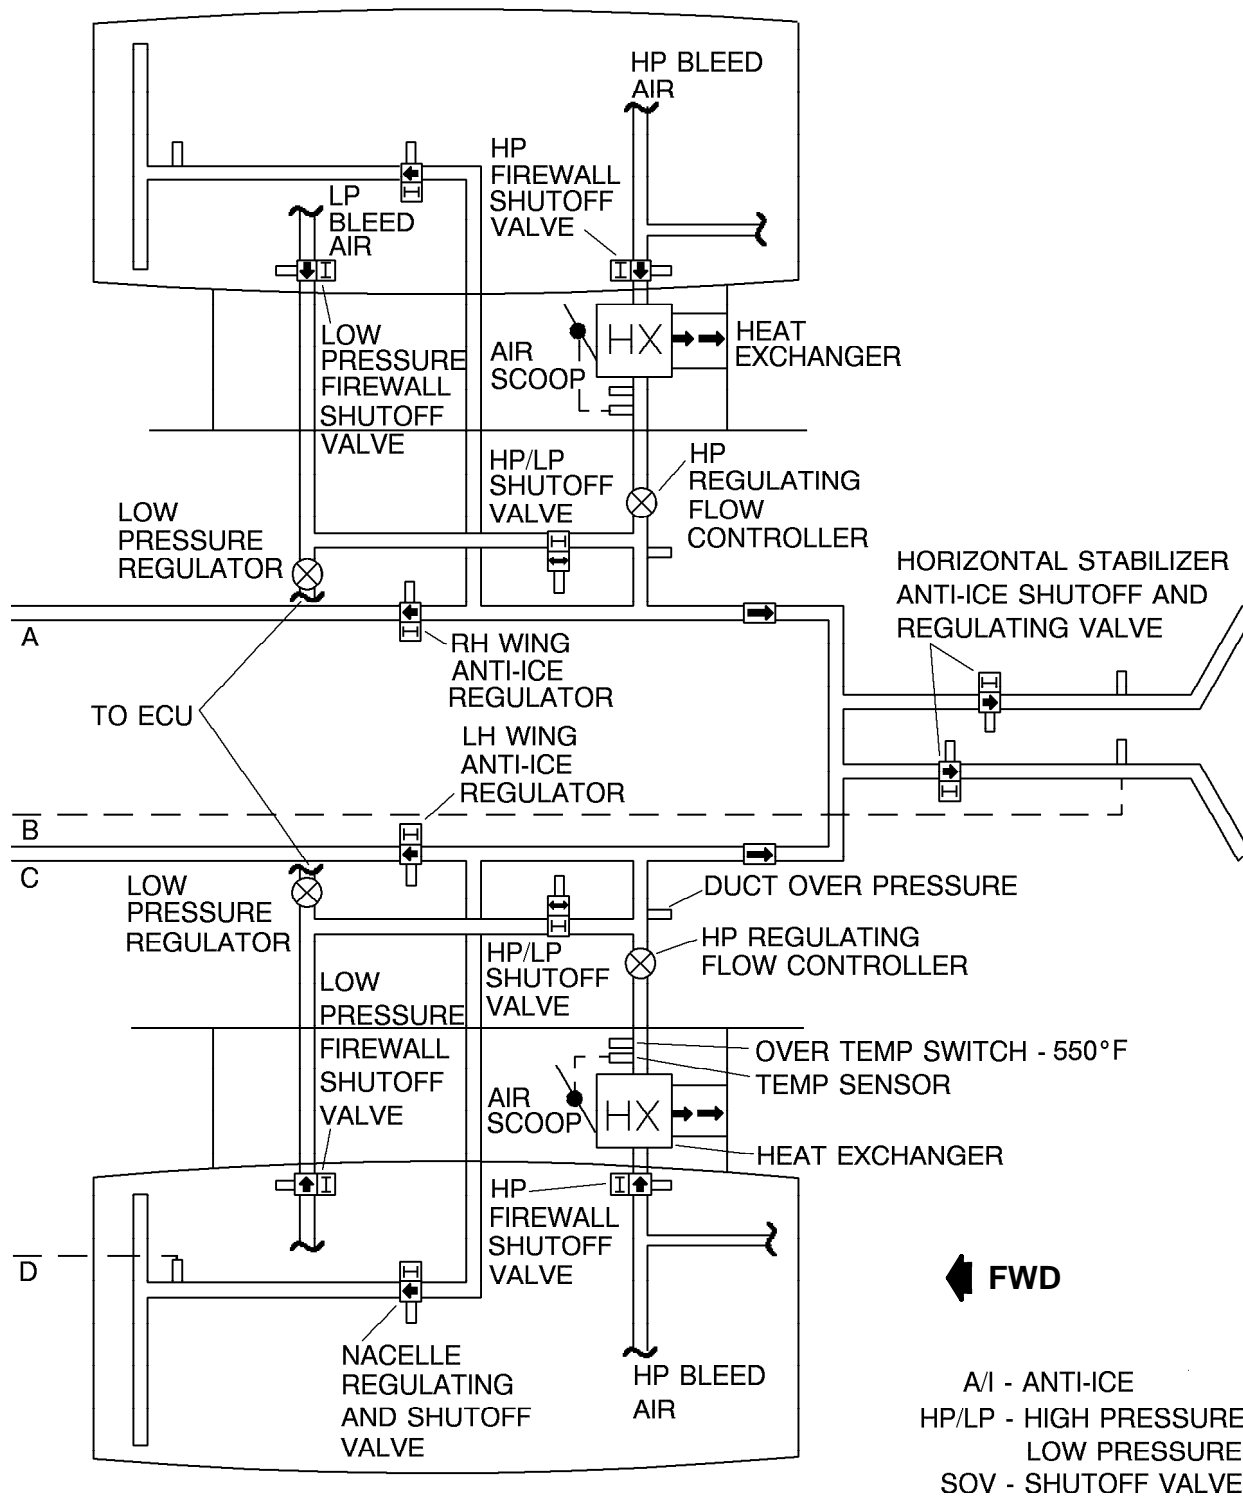 HP BLEED
AIR
HP
FIREWALL
SHUTOFF
VALVE
LP
BLEED
AIR
LOW
PRESSURE
FIREWALL
SHUTOFF
VALVE
AIR
SCOOP
HX
HEAT
EXCHANGER
HP/LP
SHUTOFF
VALVE
HP
REGULATING
FLOW
CONTROLLER
LOW
PRESSURE
REGULATOR
HORIZONTAL STABILIZER
ANTI-ICE SHUTOFF AND
REGULATING VALVE
A
RH WING
ANTI-ICE
REGULATOR
TO ECU
LH WING
ANTI-ICE
REGULATOR
B
C
LOW
PRESSURE
REGULATOR
DUCT OVER PRESSURE
HP/LP
SHUTOFF
VALVE
HP REGULATING
FLOW CONTROLLER
LOW
PRESSURE
FIREWALL
SHUTOFF
VALVE
OVER TEMP SWITCH - 550°F
TEMP SENSOR
AIR
SCOOP
HX
HEAT EXCHANGER
HP
FIREWALL
SHUTOFF
VALVE
D
FWD
NACELLE
REGULATING
AND SHUTOFF
VALVE
HP BLEED
AIR
A/I - ANTI-ICE
HP/LP - HIGH PRESSURE
LOW PRESSURE
SOV - SHUTOFF VALVE